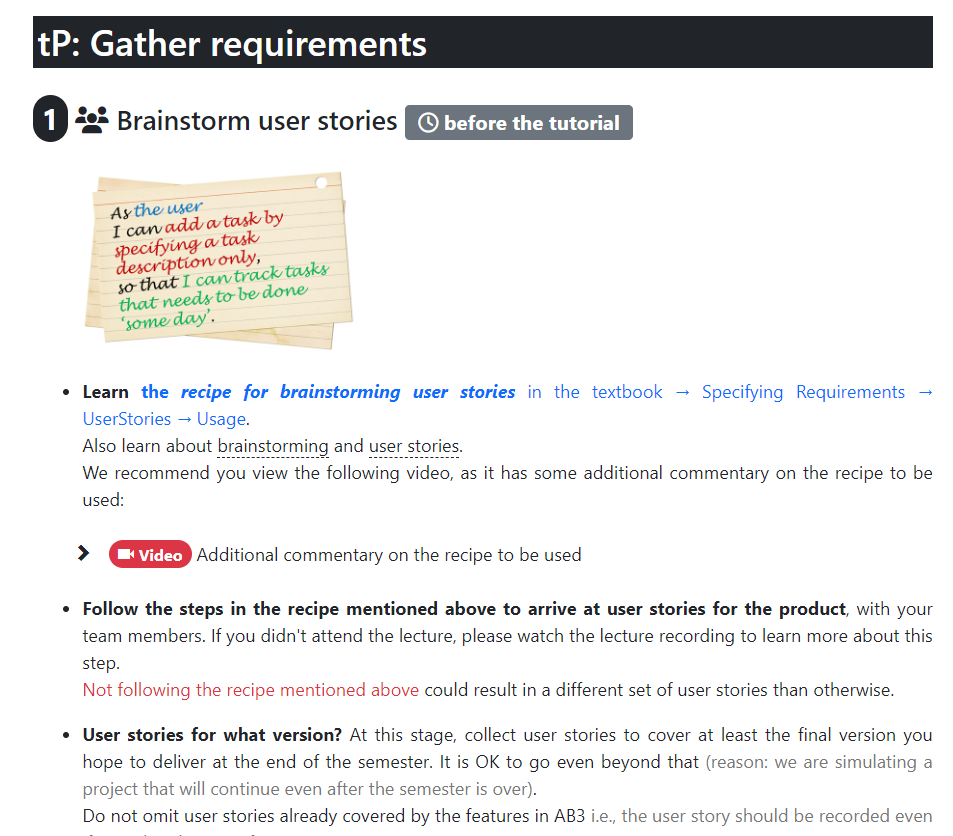 tP: Gather requirements
1 Brainstorm user stories before the tutorial
As the user
I can add a task by
specifying a task
description only,
so that I can track tasks
that needs to be done
‘some day’.
• Learn the recipe for brainstorming user stories in the textbook → Specifying Requirements →
UserStories → Usage.
Also learn about brainstorming and user stories.
We recommend you view the following video, as it has some additional commentary on the recipe to be
used:
Video Additional commentary on the recipe to be used
• Follow the steps in the recipe mentioned above to arrive at user stories for the product, with your
team members. If you didn't attend the lecture, please watch the lecture recording to learn more about this
step.
Not following the recipe mentioned above could result in a different set of user stories than otherwise.
• User stories for what version? At this stage, collect user stories to cover at least the final version you
hope to deliver at the end of the semester. It is OK to go even beyond that (reason: we are simulating a
project that will continue even after the semester is over).
Do not omit user stories already covered by the features in AB3 i.e., the user story should be recorded even